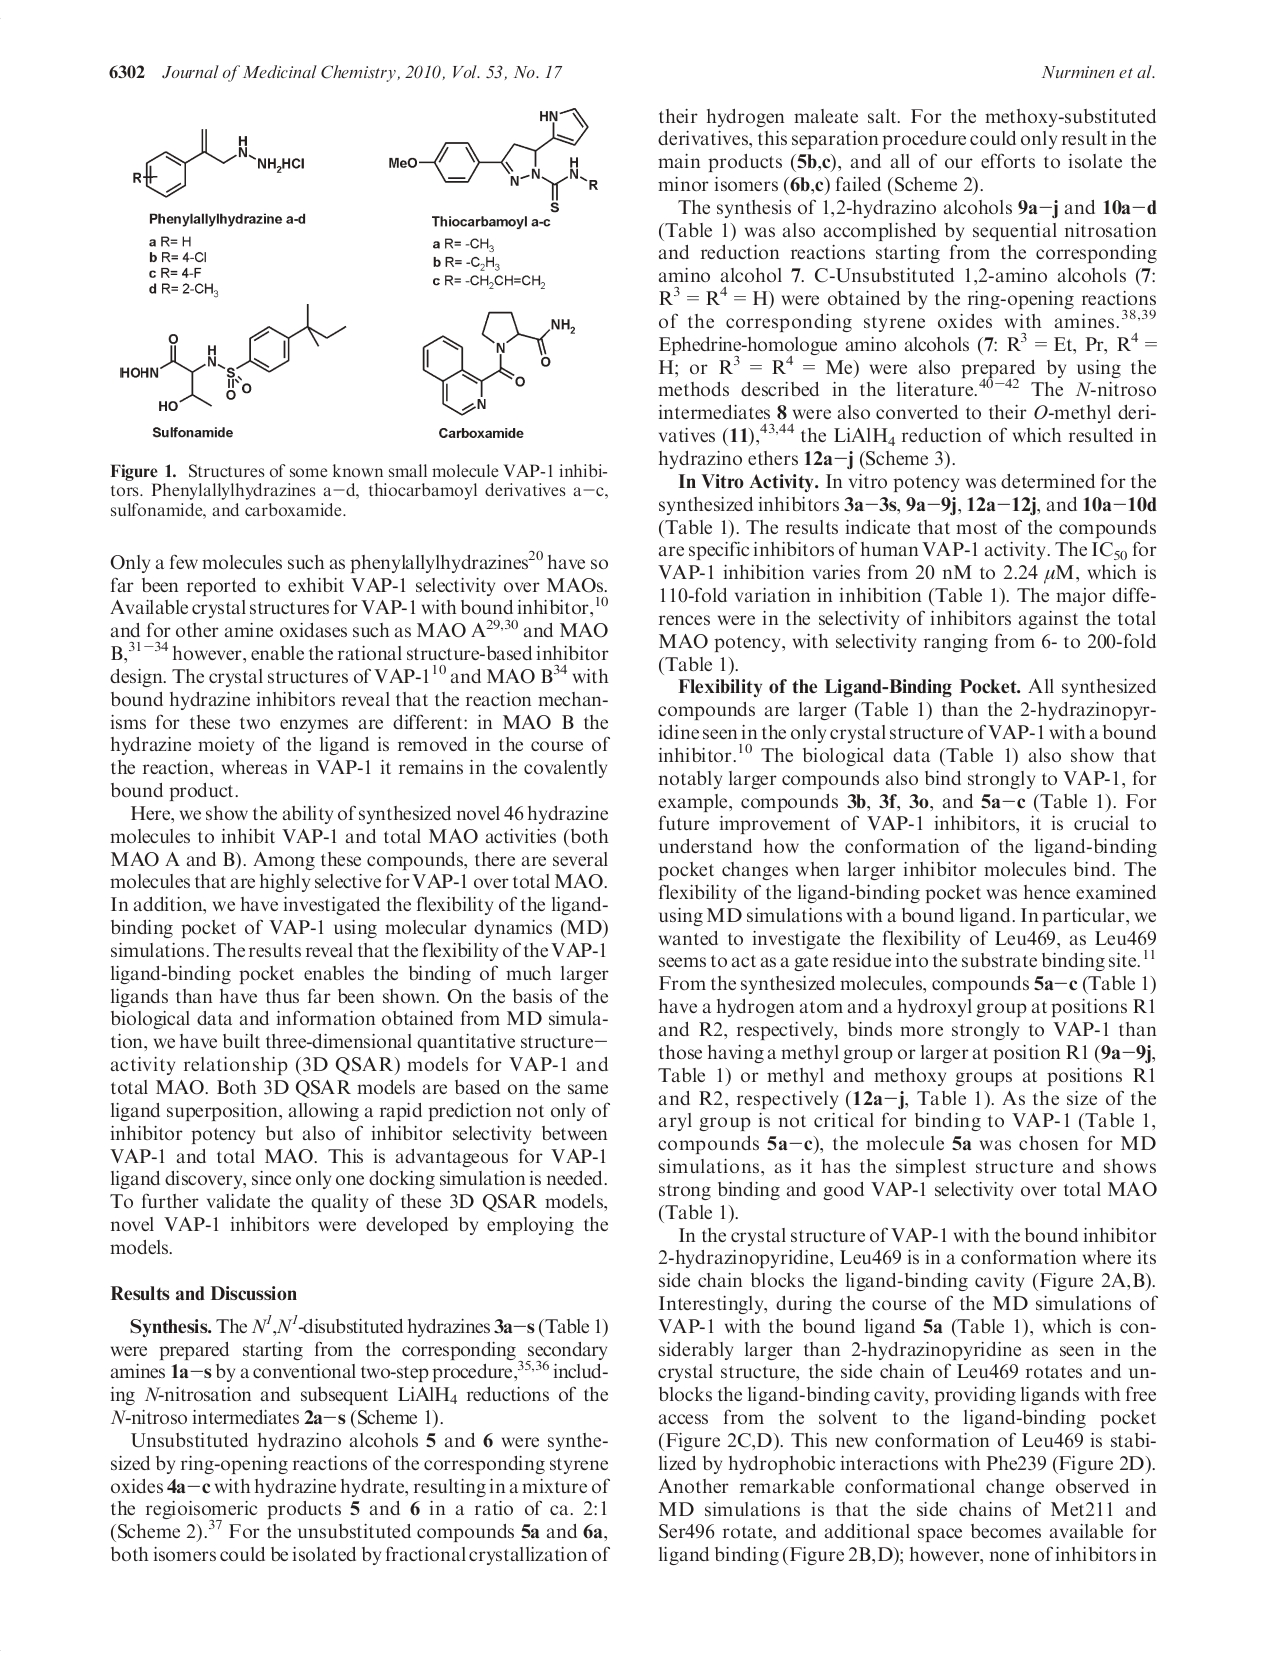 6302 Journal of Medicinal Chemistry, 2010, Vol. 53, No. 17
Nurminen et al.
R
H
N
NH2HCl
Phenylallylhydrazine a-d
a R= H
b R= 4-Cl
c R= 4-F
d R= 2-CH3
MeO
HN
N
N
H
N
R
S
Thiocarbamoyl a-c
a R= -CH3
b R= -C2H3
c R= -CH2CH=CH2
O
HOHN
H
N
S
O
O
HO
Sulfonamide
NH2
N
O
O
N
Carboxamide
Figure 1. Structures of some known small molecule VAP-1 inhibi-
tors. Phenylallylhydrazines a−d, thiocarbamoyl derivatives a−c,
sulfonamide, and carboxamide.
Only a few molecules such as phenylallylhydrazines20 have so
far been reported to exhibit VAP-1 selectivity over MAOs.
Available crystal structures for VAP-1 with bound inhibitor,10
and for other amine oxidases such as MAO A29,30 and MAO
B,31−34 however, enable the rational structure-based inhibitor
design. The crystal structures of VAP-110 and MAO B34 with
bound hydrazine inhibitors reveal that the reaction mechan-
isms for these two enzymes are different: in MAO B the
hydrazine moiety of the ligand is removed in the course of
the reaction, whereas in VAP-1 it remains in the covalently
bound product.
Here, we show the ability of synthesized novel 46 hydrazine
molecules to inhibit VAP-1 and total MAO activities (both
MAO A and B). Among these compounds, there are several
molecules that are highly selective for VAP-1 over total MAO.
In addition, we have investigated the flexibility of the ligand-
binding pocket of VAP-1 using molecular dynamics (MD)
simulations. The results reveal that the flexibility of the VAP-1
ligand-binding pocket enables the binding of much larger
ligands than have thus far been shown. On the basis of the
biological data and information obtained from MD simula-
tion, we have built three-dimensional quantitative structure−
activity relationship (3D QSAR) models for VAP-1 and
total MAO. Both 3D QSAR models are based on the same
ligand superposition, allowing a rapid prediction not only of
inhibitor potency but also of inhibitor selectivity between
VAP-1 and total MAO. This is advantageous for VAP-1
ligand discovery, since only one docking simulation is needed.
To further validate the quality of these 3D QSAR models,
novel VAP-1 inhibitors were developed by employing the
models.
Results and Discussion
Synthesis. The N1,N1-disubstituted hydrazines 3a−s (Table 1)
were prepared starting from the corresponding secondary
amines 1a−s by a conventional two-step procedure,35,36 includ-
ing N-nitrosation and subsequent LiAlH4 reductions of the
N-nitroso intermediates 2a−s (Scheme 1).
Unsubstituted hydrazino alcohols 5 and 6 were synthe-
sized by ring-opening reactions of the corresponding styrene
oxides 4a−c with hydrazine hydrate, resulting in a mixture of
the regioisomeric products 5 and 6 in a ratio of ca. 2:1
(Scheme 2).37 For the unsubstituted compounds 5a and 6a,
both isomers could be isolated by fractional crystallization of
their hydrogen maleate salt. For the methoxy-substituted
derivatives, this separation procedure could only result in the
main products (5b,c), and all of our efforts to isolate the
minor isomers (6b,c) failed (Scheme 2).
The synthesis of 1,2-hydrazino alcohols 9a−j and 10a−d
(Table 1) was also accomplished by sequential nitrosation
and reduction reactions starting from the corresponding
amino alcohol 7. C-Unsubstituted 1,2-amino alcohols (7:
R3 = R4 = H) were obtained by the ring-opening reactions
of the corresponding styrene oxides with amines.38,39
Ephedrine-homologue amino alcohols (7: R3 = Et, Pr, R4 =
H; or R3 = R4 = Me) were also prepared by using the
methods described in the literature.40−42 The N-nitroso
intermediates 8 were also converted to their O-methyl deri-
vatives (11),43,44 the LiAlH4 reduction of which resulted in
hydrazino ethers 12a−j (Scheme 3).
In Vitro Activity. In vitro potency was determined for the
synthesized inhibitors 3a−3s, 9a−9j, 12a−12j, and 10a−10d
(Table 1). The results indicate that most of the compounds
are specific inhibitors of human VAP-1 activity. The IC50 for
VAP-1 inhibition varies from 20 nM to 2.24 μM, which is
110-fold variation in inhibition (Table 1). The major diffe-
rences were in the selectivity of inhibitors against the total
MAO potency, with selectivity ranging from 6- to 200-fold
(Table 1).
Flexibility of the Ligand-Binding Pocket. All synthesized
compounds are larger (Table 1) than the 2-hydrazinopyr-
idine seen in the only crystal structure of VAP-1 with a bound
inhibitor.10 The biological data (Table 1) also show that
notably larger compounds also bind strongly to VAP-1, for
example, compounds 3b, 3f, 3o, and 5a−c (Table 1). For
future improvement of VAP-1 inhibitors, it is crucial to
understand how the conformation of the ligand-binding
pocket changes when larger inhibitor molecules bind. The
flexibility of the ligand-binding pocket was hence examined
using MD simulations with a bound ligand. In particular, we
wanted to investigate the flexibility of Leu469, as Leu469
seems to act as a gate residue into the substrate binding site.11
From the synthesized molecules, compounds 5a−c (Table 1)
have a hydrogen atom and a hydroxyl group at positions R1
and R2, respectively, binds more strongly to VAP-1 than
those having a methyl group or larger at position R1 (9a−9j,
Table 1) or methyl and methoxy groups at positions R1
and R2, respectively (12a−j, Table 1). As the size of the
aryl group is not critical for binding to VAP-1 (Table 1,
compounds 5a−c), the molecule 5a was chosen for MD
simulations, as it has the simplest structure and shows
strong binding and good VAP-1 selectivity over total MAO
(Table 1).
In the crystal structure of VAP-1 with the bound inhibitor
2-hydrazinopyridine, Leu469 is in a conformation where its
side chain blocks the ligand-binding cavity (Figure 2A,B).
Interestingly, during the course of the MD simulations of
VAP-1 with the bound ligand 5a (Table 1), which is con-
siderably larger than 2-hydrazinopyridine as seen in the
crystal structure, the side chain of Leu469 rotates and un-
blocks the ligand-binding cavity, providing ligands with free
access from the solvent to the ligand-binding pocket
(Figure 2C,D). This new conformation of Leu469 is stabi-
lized by hydrophobic interactions with Phe239 (Figure 2D).
Another remarkable conformational change observed in
MD simulations is that the side chains of Met211 and
Ser496 rotate, and additional space becomes available for
ligand binding (Figure 2B,D); however, none of inhibitors in